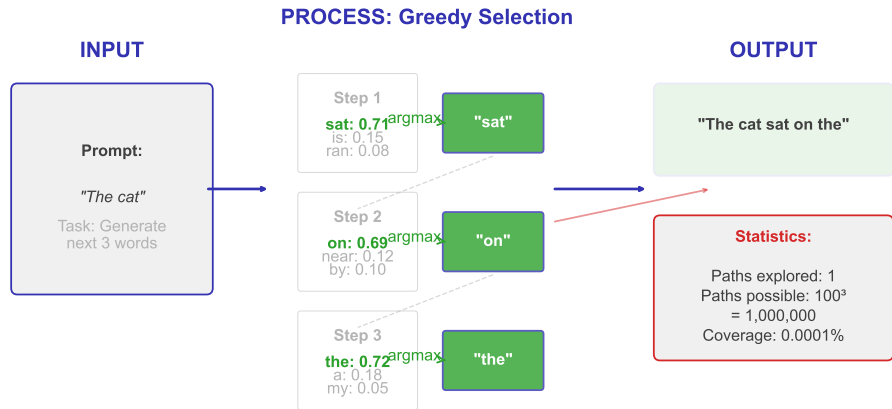 PROCESS: Greedy Selection
INPUT
OUTPUT
Prompt:
"The cat"
Task: Generate
next 3 words
Step 1
sat: 0.71
is: 0.15
ran: 0.08
argmax
"sat"
Step 2
on: 0.69
near: 0.12
by: 0.10
argmax
"on"
Step 3
the: 0.72
a: 0.18
my: 0.05
argmax
"the"
"The cat sat on the"
Statistics:
Paths explored: 1
Paths possible: 100³
= 1,000,000
Coverage: 0.0001%